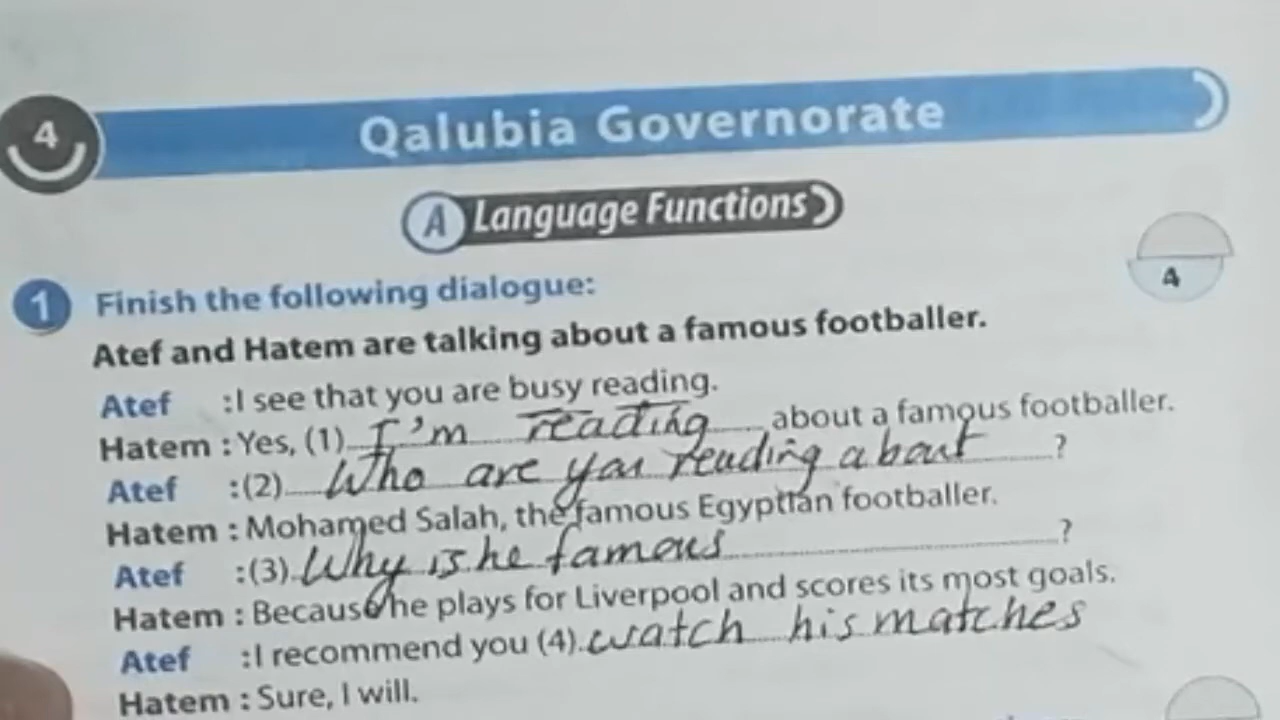 4
Qalubia Governorate
A Language Functions
4
1 Finish the following dialogue:
Atef and Hatem are talking about a famous footballer.
Atef :I see that you are busy reading.
Hatem : Yes, (1) I'm reading about a famous footballer.
Atef :(2) Who are you reading about ?
Hatem : Mohamed Salah, the famous Egyptian footballer.
Atef :(3) Why is he famous ?
Hatem : Because he plays for Liverpool and scores its most goals.
Atef :I recommend you (4) watch his matches
Hatem : Sure, I will.